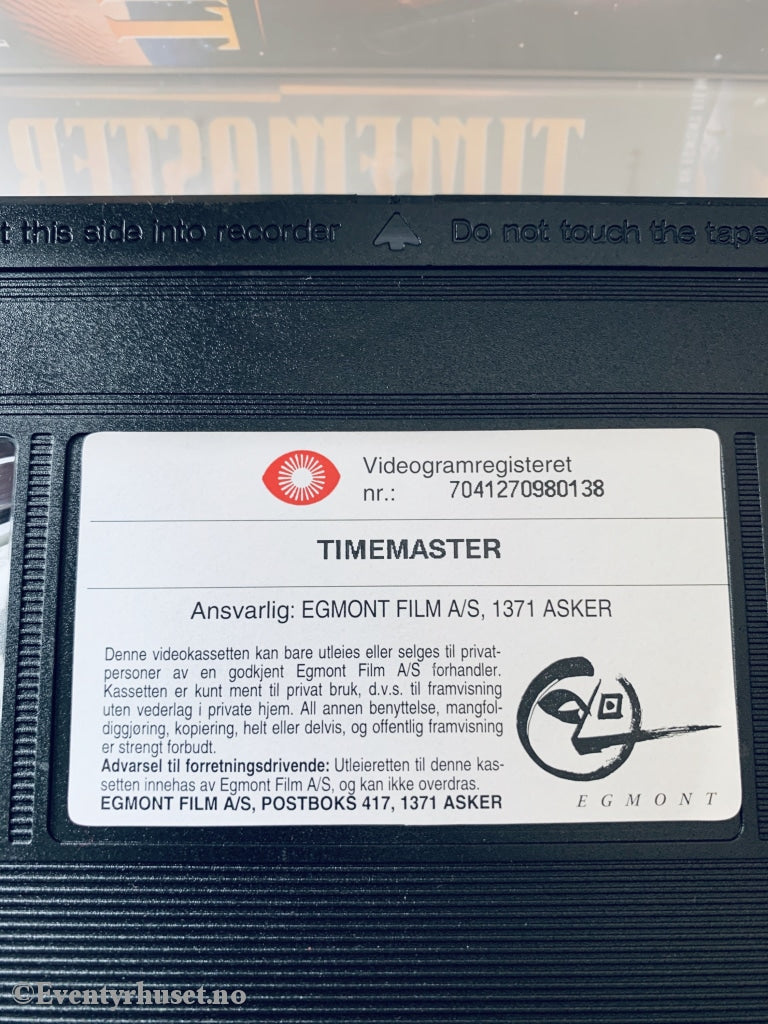 TIMEMASTER
t this side into recorder Do not touch the tape
Videogramregisteret
nr.: 7041270980138
TIMEMASTER
Ansvarlig: EGMONT FILM A/S, 1371 ASKER
Denne videokassetten kan bare utleies eller selges til privat-
personer av en godkjent Egmont Film A/S forhandler.
Kassetten er kunt ment til privat bruk, d.v.s. til framvisning
uten vederlag i private hjem. All annen benyttelse, mangfol-
diggjøring, kopiering, helt eller delvis, og offentlig framvisning
er strengt forbudt.
Advarsel til forretningsdrivende: Utleieretten til denne kas-
setten innehas av Egmont Film A/S, og kan ikke overdras.
EGMONT FILM A/S, POSTBOKS 417, 1371 ASKER
EGMONT
©Eventyrhuset.no